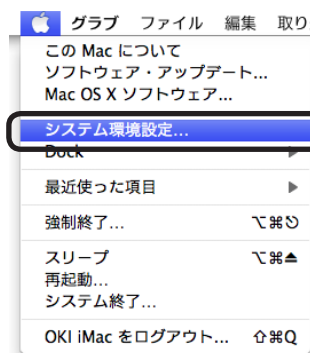 グラブ ファイル 編集 取り
この Mac について
ソフトウェア・アップデート...
Mac OS X ソフトウェア...
システム環境設定...
Dock
最近使った項目
強制終了... ⌥⌘⎋
スリープ ⌥⌘⏏
再起動...
システム終了...
OKI iMac をログアウト... ⇧⌘Q